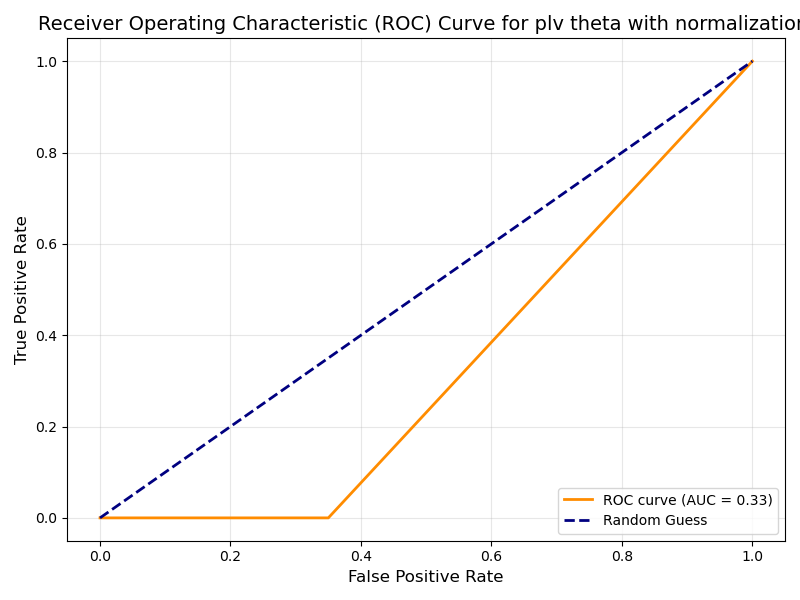 Receiver Operating Characteristic (ROC) Curve for plv theta with normalization
1.0
0.8
0.6
0.4
0.2
0.0
True Positive Rate
ROC curve (AUC = 0.33)
Random Guess
0.0 0.2 0.4 0.6 0.8 1.0
False Positive Rate